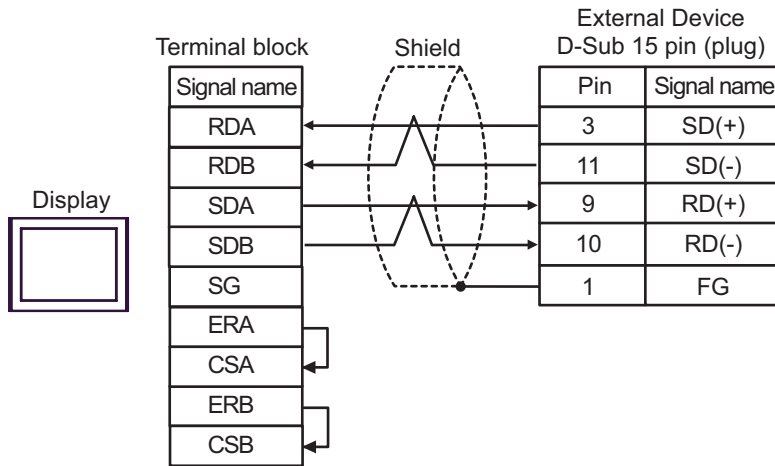 External Device
Terminal block Shield D-Sub 15 pin (plug)
Signal name Pin Signal name
RDA 3 SD(+)
RDB 11 SD(-)
Display SDA 9 RD(+)
SDB 10 RD(-)
SG 1 FG
ERA
CSA
ERB
CSB